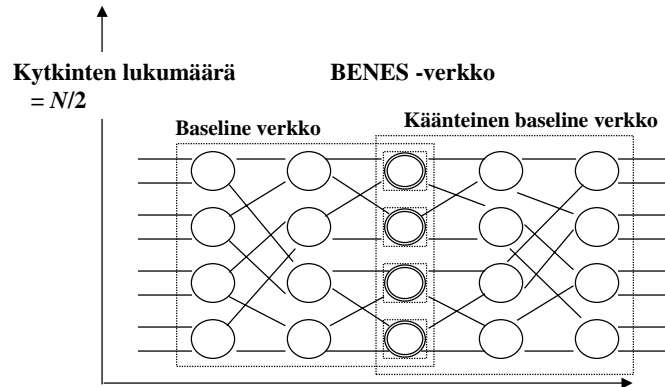 Kytkinten lukumäärä
= N/2
BENES -verkko
Baseline verkko
Käänteinen baseline verkko